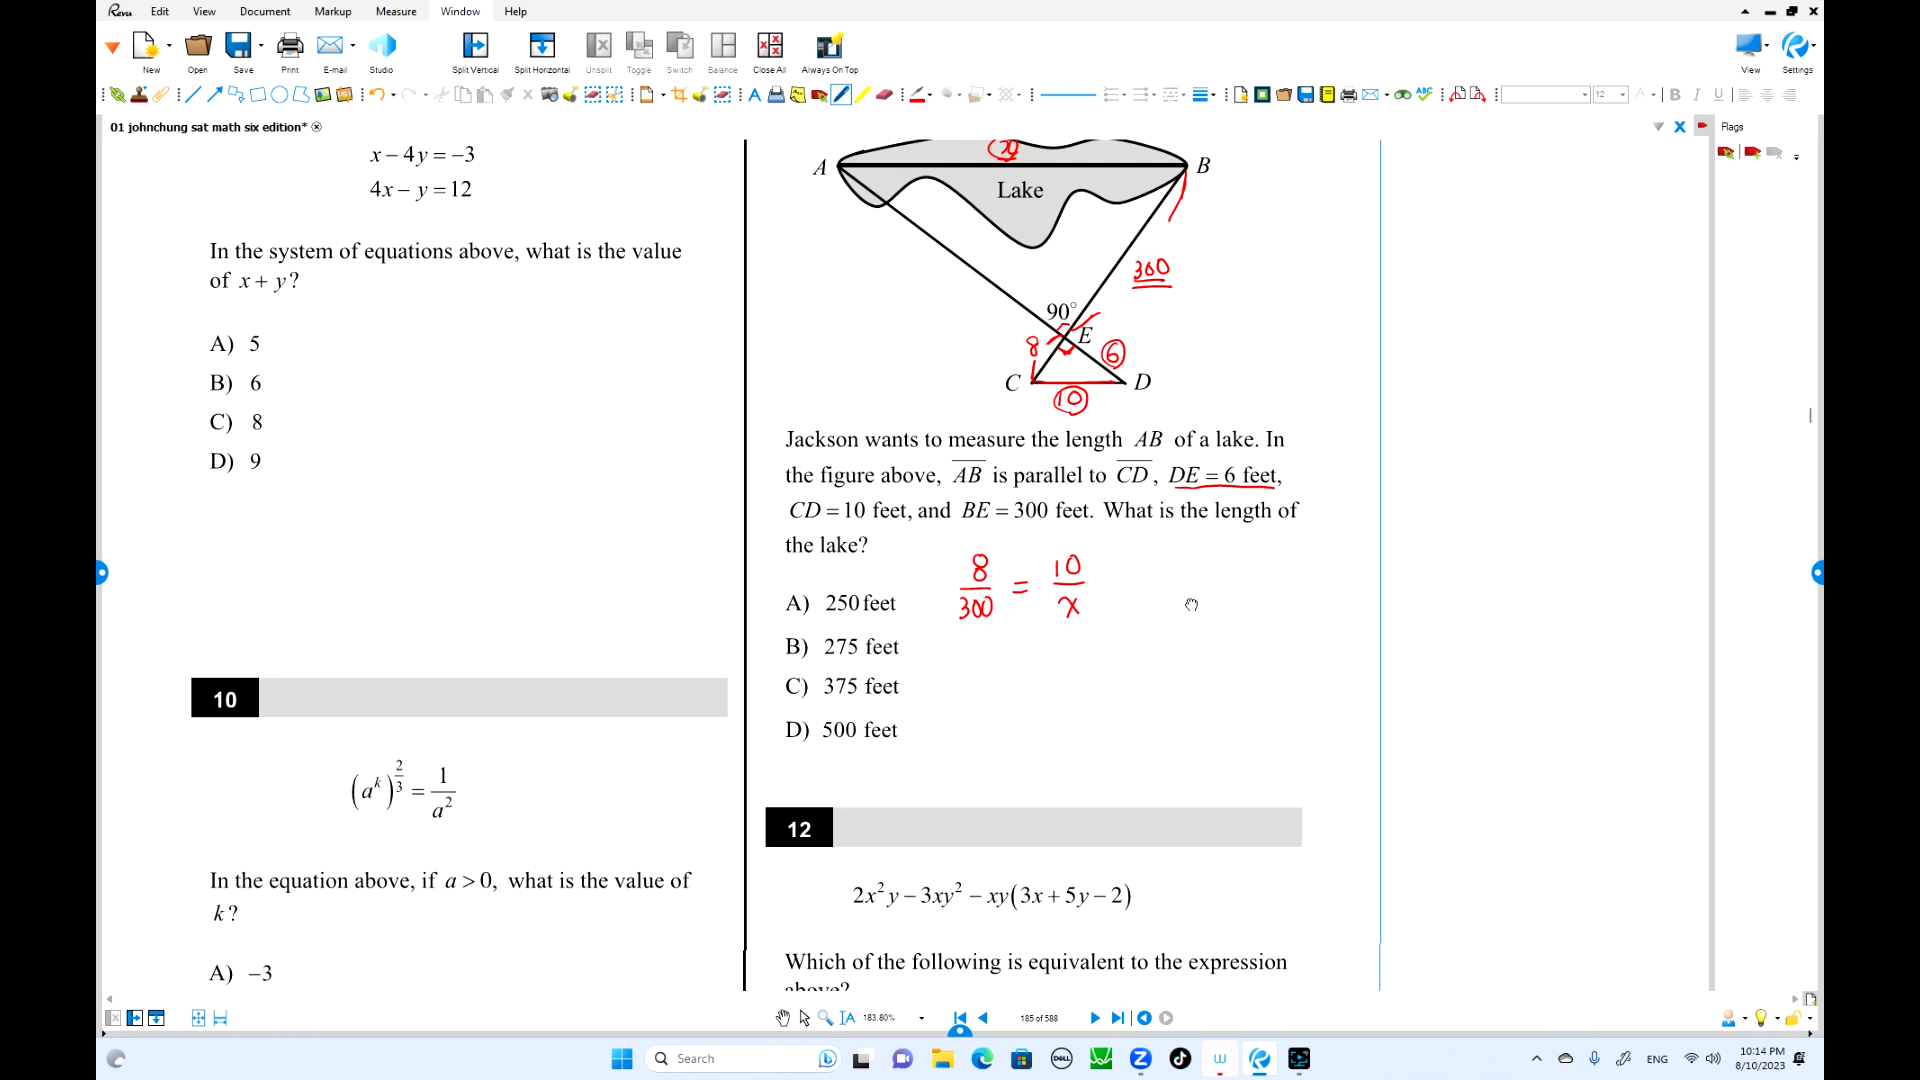 Revu Edit View Document Markup Measure Window Help
New Open Save Print E-mail Studio Split Vertical Split Horizontal Unsplit Toggle Switch Balance Close All Always On Top View Settings
12
01 johnchung sat math six edition*
Flags
x − 4y = −3
4x − y = 12
In the system of equations above, what is the value
of x + y?
A) 5
B) 6
C) 8
D) 9
10
(a^k)^(2/3) = 1/a^2
In the equation above, if a > 0, what is the value of
k?
A) −3
x
A
B
Lake
300
90°
E
8
6
C
D
10
Jackson wants to measure the length AB of a lake. In
the figure above, AB is parallel to CD, DE = 6 feet,
CD = 10 feet, and BE = 300 feet. What is the length of
the lake?
8/300 = 10/x
A) 250 feet
B) 275 feet
C) 375 feet
D) 500 feet
12
2x²y − 3xy² − xy(3x + 5y − 2)
Which of the following is equivalent to the expression
above?
183.80%
185 of 588
Search
DELL
ENG
10:14 PM
8/10/2023